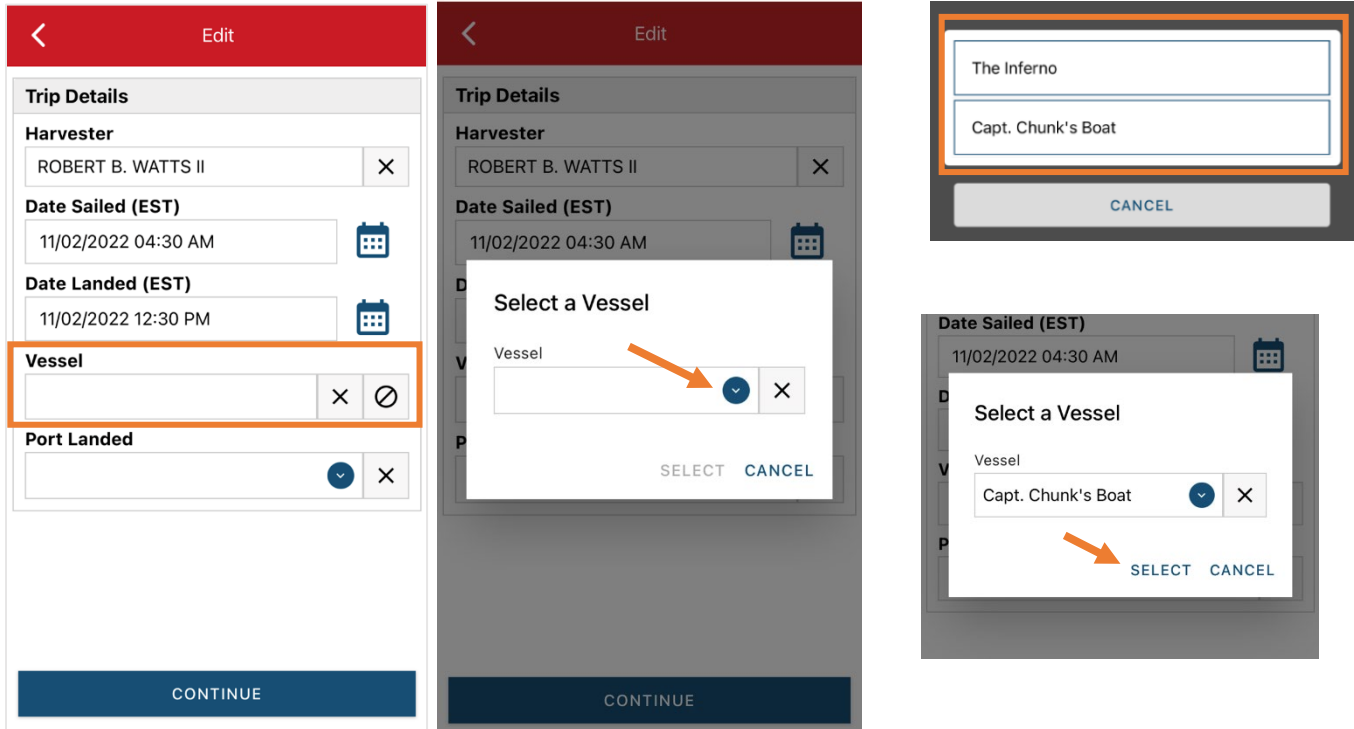 Edit
Trip Details
Harvester
ROBERT B. WATTS II
Date Sailed (EST)
11/02/2022 04:30 AM
Date Landed (EST)
11/02/2022 12:30 PM
Vessel
Port Landed
CONTINUE
Edit
Trip Details
Harvester
ROBERT B. WATTS II
Date Sailed (EST)
11/02/2022 04:30 AM
D
Select a Vessel
Vessel
V
P
SELECT CANCEL
CONTINUE
The Inferno
Capt. Chunk's Boat
CANCEL
Date Sailed (EST)
11/02/2022 04:30 AM
D
Select a Vessel
Vessel
V
Capt. Chunk's Boat
P
SELECT CANCEL